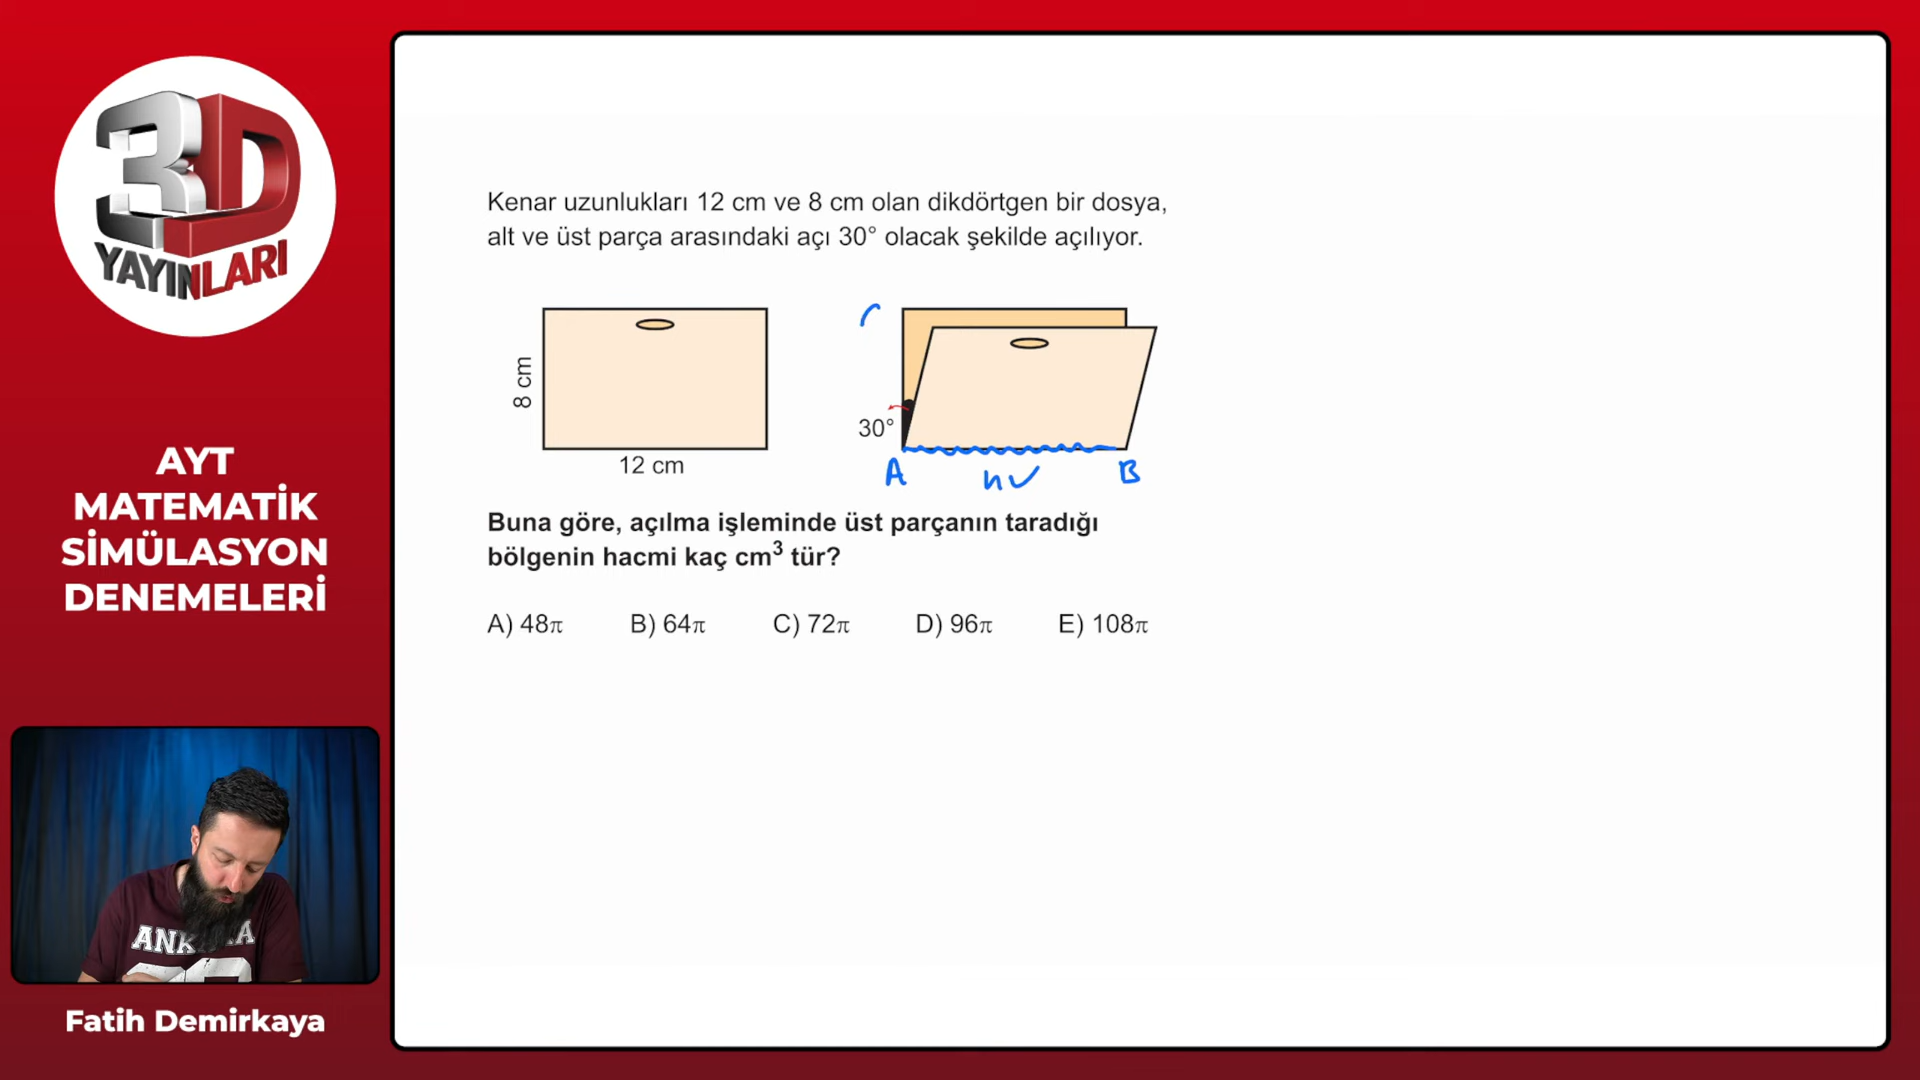 3D
YAYINLARI
AYT
MATEMATİK
SİMÜLASYON
DENEMELERİ
Fatih Demirkaya
Kenar uzunlukları 12 cm ve 8 cm olan dikdörtgen bir dosya,
alt ve üst parça arasındaki açı 30° olacak şekilde açılıyor.
8 cm
12 cm
30°
A
B
Buna göre, açılma işleminde üst parçanın taradığı
bölgenin hacmi kaç cm³ tür?
A) 48π B) 64π C) 72π D) 96π E) 108π